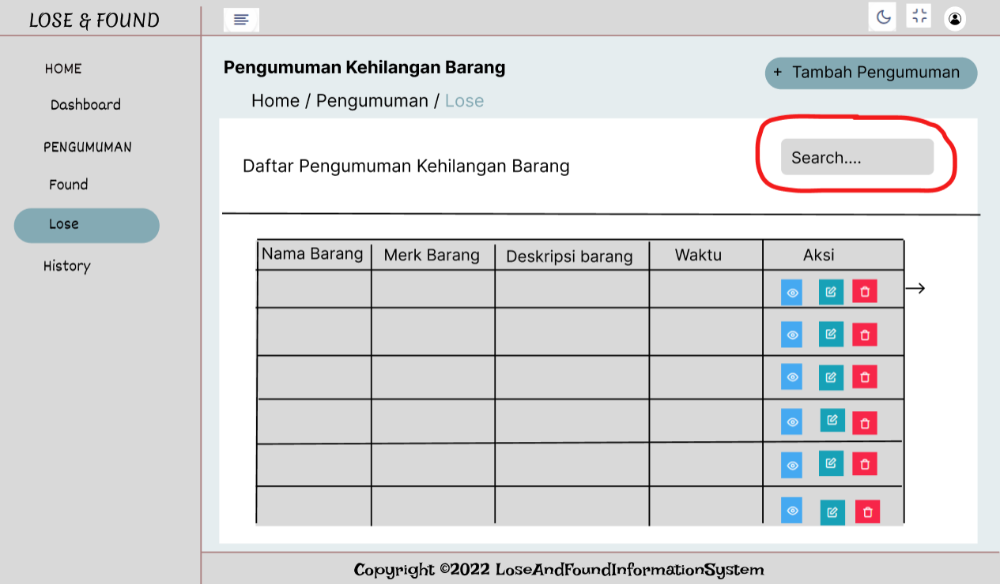 LOSE & FOUND
HOME
Dashboard
PENGUMUMAN
Found
Lose
History
Pengumuman Kehilangan Barang
+ Tambah Pengumuman
Home / Pengumuman / Lose
Daftar Pengumuman Kehilangan Barang
Search....
Nama Barang Merk Barang Deskripsi barang Waktu Aksi
Copyright ©2022 LoseAndFoundInformationSystem